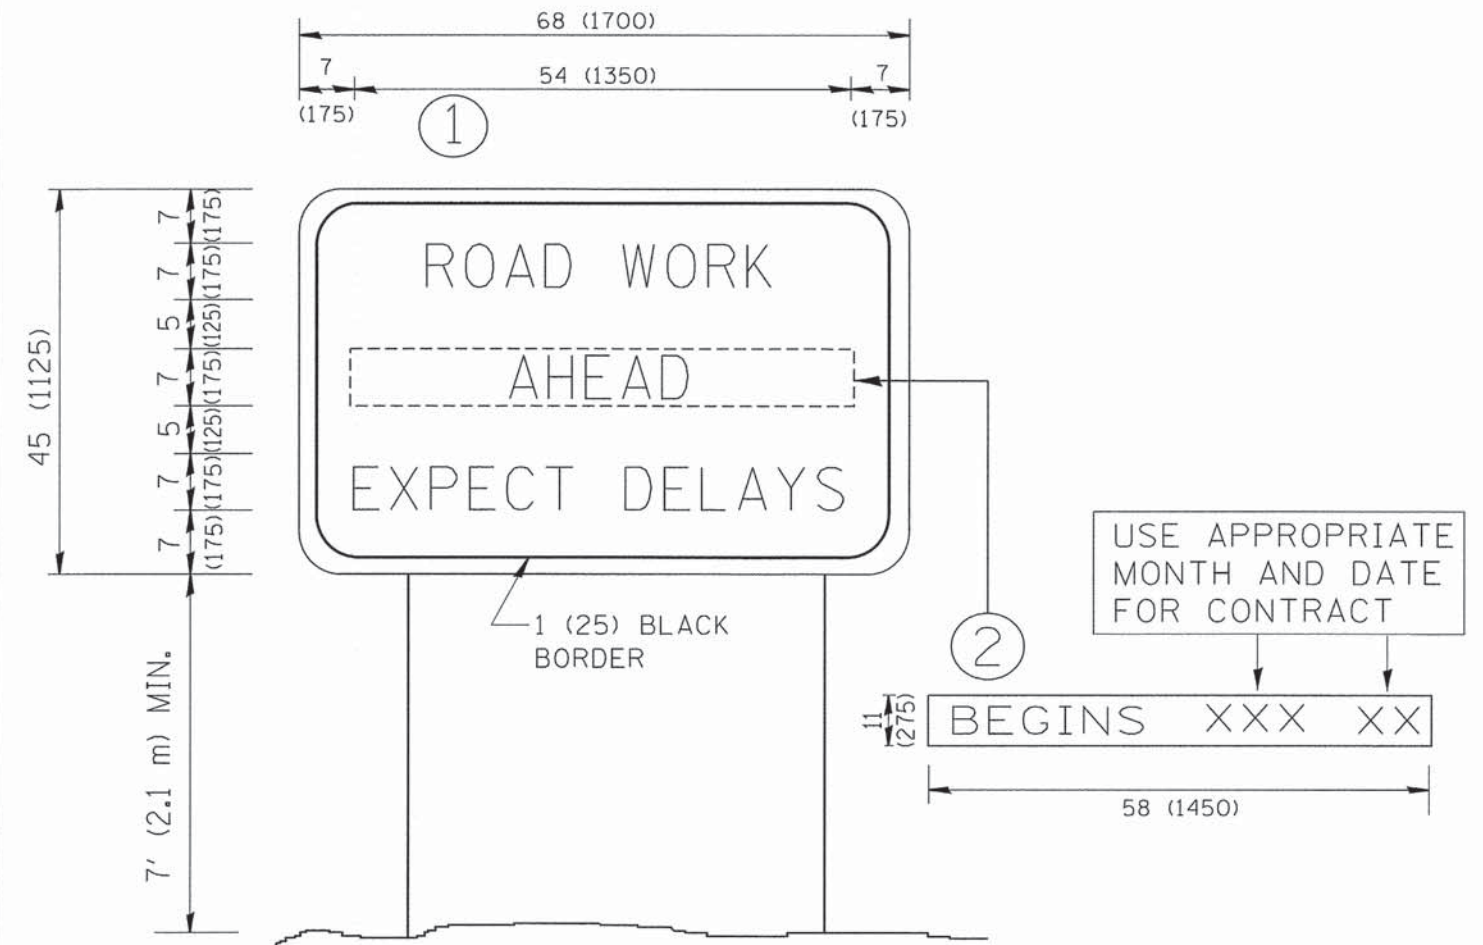 68 (1700)
7 54 (1350) 7
(175) (175)
1
45 (1125)
7 (175)
7 (175)
5 (125)
7 (175)
5 (125)
7 (175)
7 (175)
7' (2.1 m) MIN.
ROAD WORK
AHEAD
EXPECT DELAYS
1 (25) BLACK
BORDER
2
USE APPROPRIATE
MONTH AND DATE
FOR CONTRACT
11
(275)
BEGINS XXX XX
58 (1450)